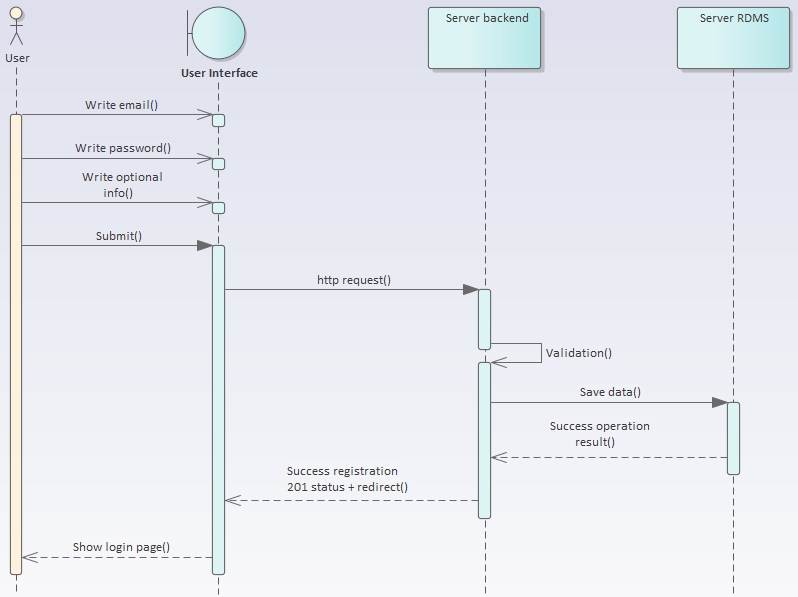 Server backend
Server RDMS
User
User Interface
Write email()
Write password()
Write optional
info()
Submit()
http request()
Validation()
Save data()
Success operation
result()
Success registration
201 status + redirect()
Show login page()